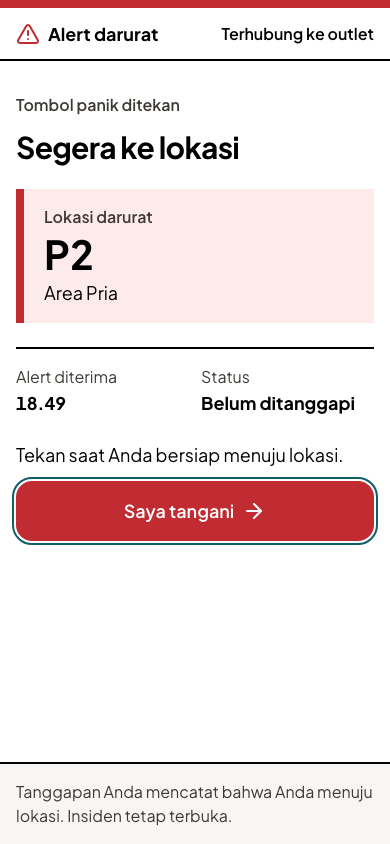 Alert darurat
Terhubung ke outlet
Tombol panik ditekan
Segera ke lokasi
Lokasi darurat
P2
Area Pria
Alert diterima
18.49
Status
Belum ditanggapi
Tekan saat Anda bersiap menuju lokasi.
Saya tangani
Tanggapan Anda mencatat bahwa Anda menuju
lokasi. Insiden tetap terbuka.